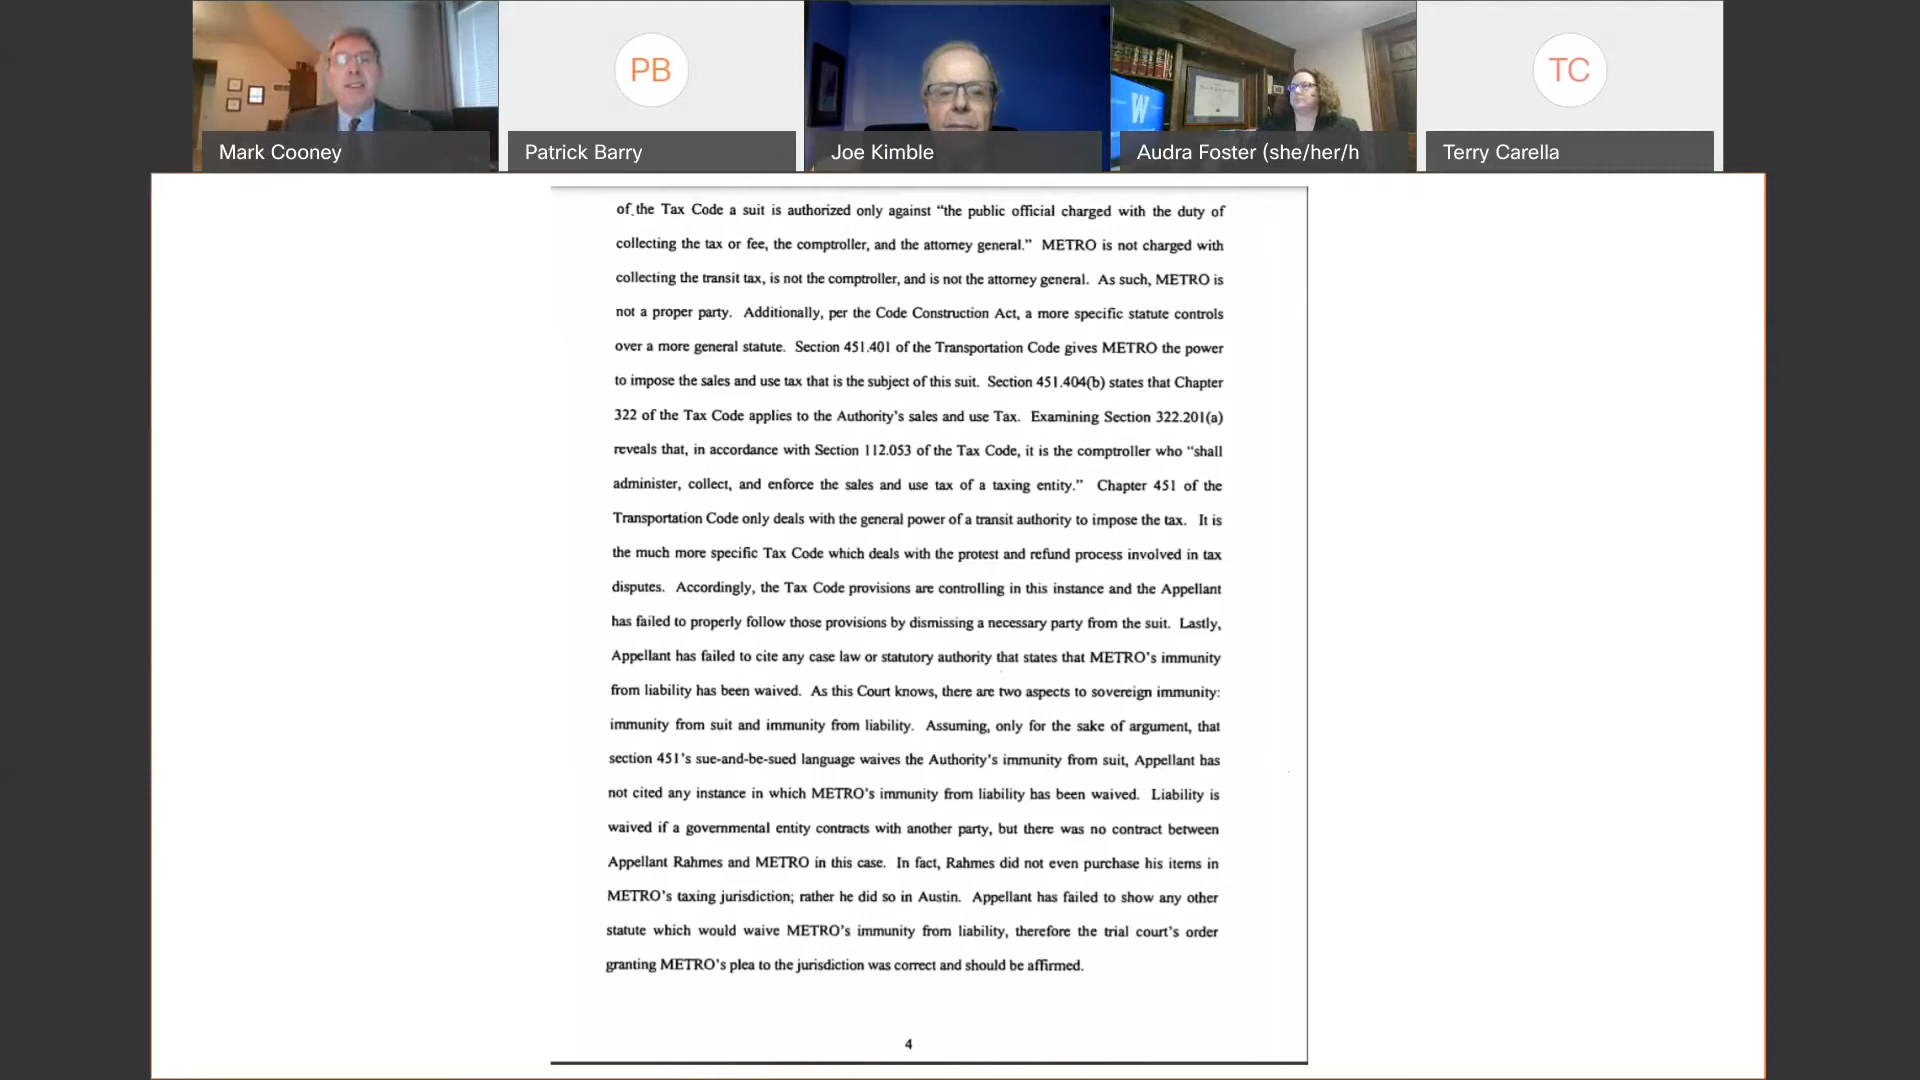 PB
TC
W
Mark Cooney
Patrick Barry
Joe Kimble
Audra Foster (she/her/h
Terry Carella
of the Tax Code a suit is authorized only against “the public official charged with the duty of
collecting the tax or fee, the comptroller, and the attorney general.” METRO is not charged with
collecting the transit tax, is not the comptroller, and is not the attorney general. As such, METRO is
not a proper party. Additionally, per the Code Construction Act, a more specific statute controls
over a more general statute. Section 451.401 of the Transportation Code gives METRO the power
to impose the sales and use tax that is the subject of this suit. Section 451.404(b) states that Chapter
322 of the Tax Code applies to the Authority’s sales and use Tax. Examining Section 322.201(a)
reveals that, in accordance with Section 112.053 of the Tax Code, it is the comptroller who “shall
administer, collect, and enforce the sales and use tax of a taxing entity.” Chapter 451 of the
Transportation Code only deals with the general power of a transit authority to impose the tax. It is
the much more specific Tax Code which deals with the protest and refund process involved in tax
disputes. Accordingly, the Tax Code provisions are controlling in this instance and the Appellant
has failed to properly follow those provisions by dismissing a necessary party from the suit. Lastly,
Appellant has failed to cite any case law or statutory authority that states that METRO’s immunity
from liability has been waived. As this Court knows, there are two aspects to sovereign immunity:
immunity from suit and immunity from liability. Assuming, only for the sake of argument, that
section 451’s sue-and-be-sued language waives the Authority’s immunity from suit, Appellant has
not cited any instance in which METRO’s immunity from liability has been waived. Liability is
waived if a governmental entity contracts with another party, but there was no contract between
Appellant Rahmes and METRO in this case. In fact, Rahmes did not even purchase his items in
METRO’s taxing jurisdiction; rather he did so in Austin. Appellant has failed to show any other
statute which would waive METRO’s immunity from liability, therefore the trial court’s order
granting METRO’s plea to the jurisdiction was correct and should be affirmed.
4